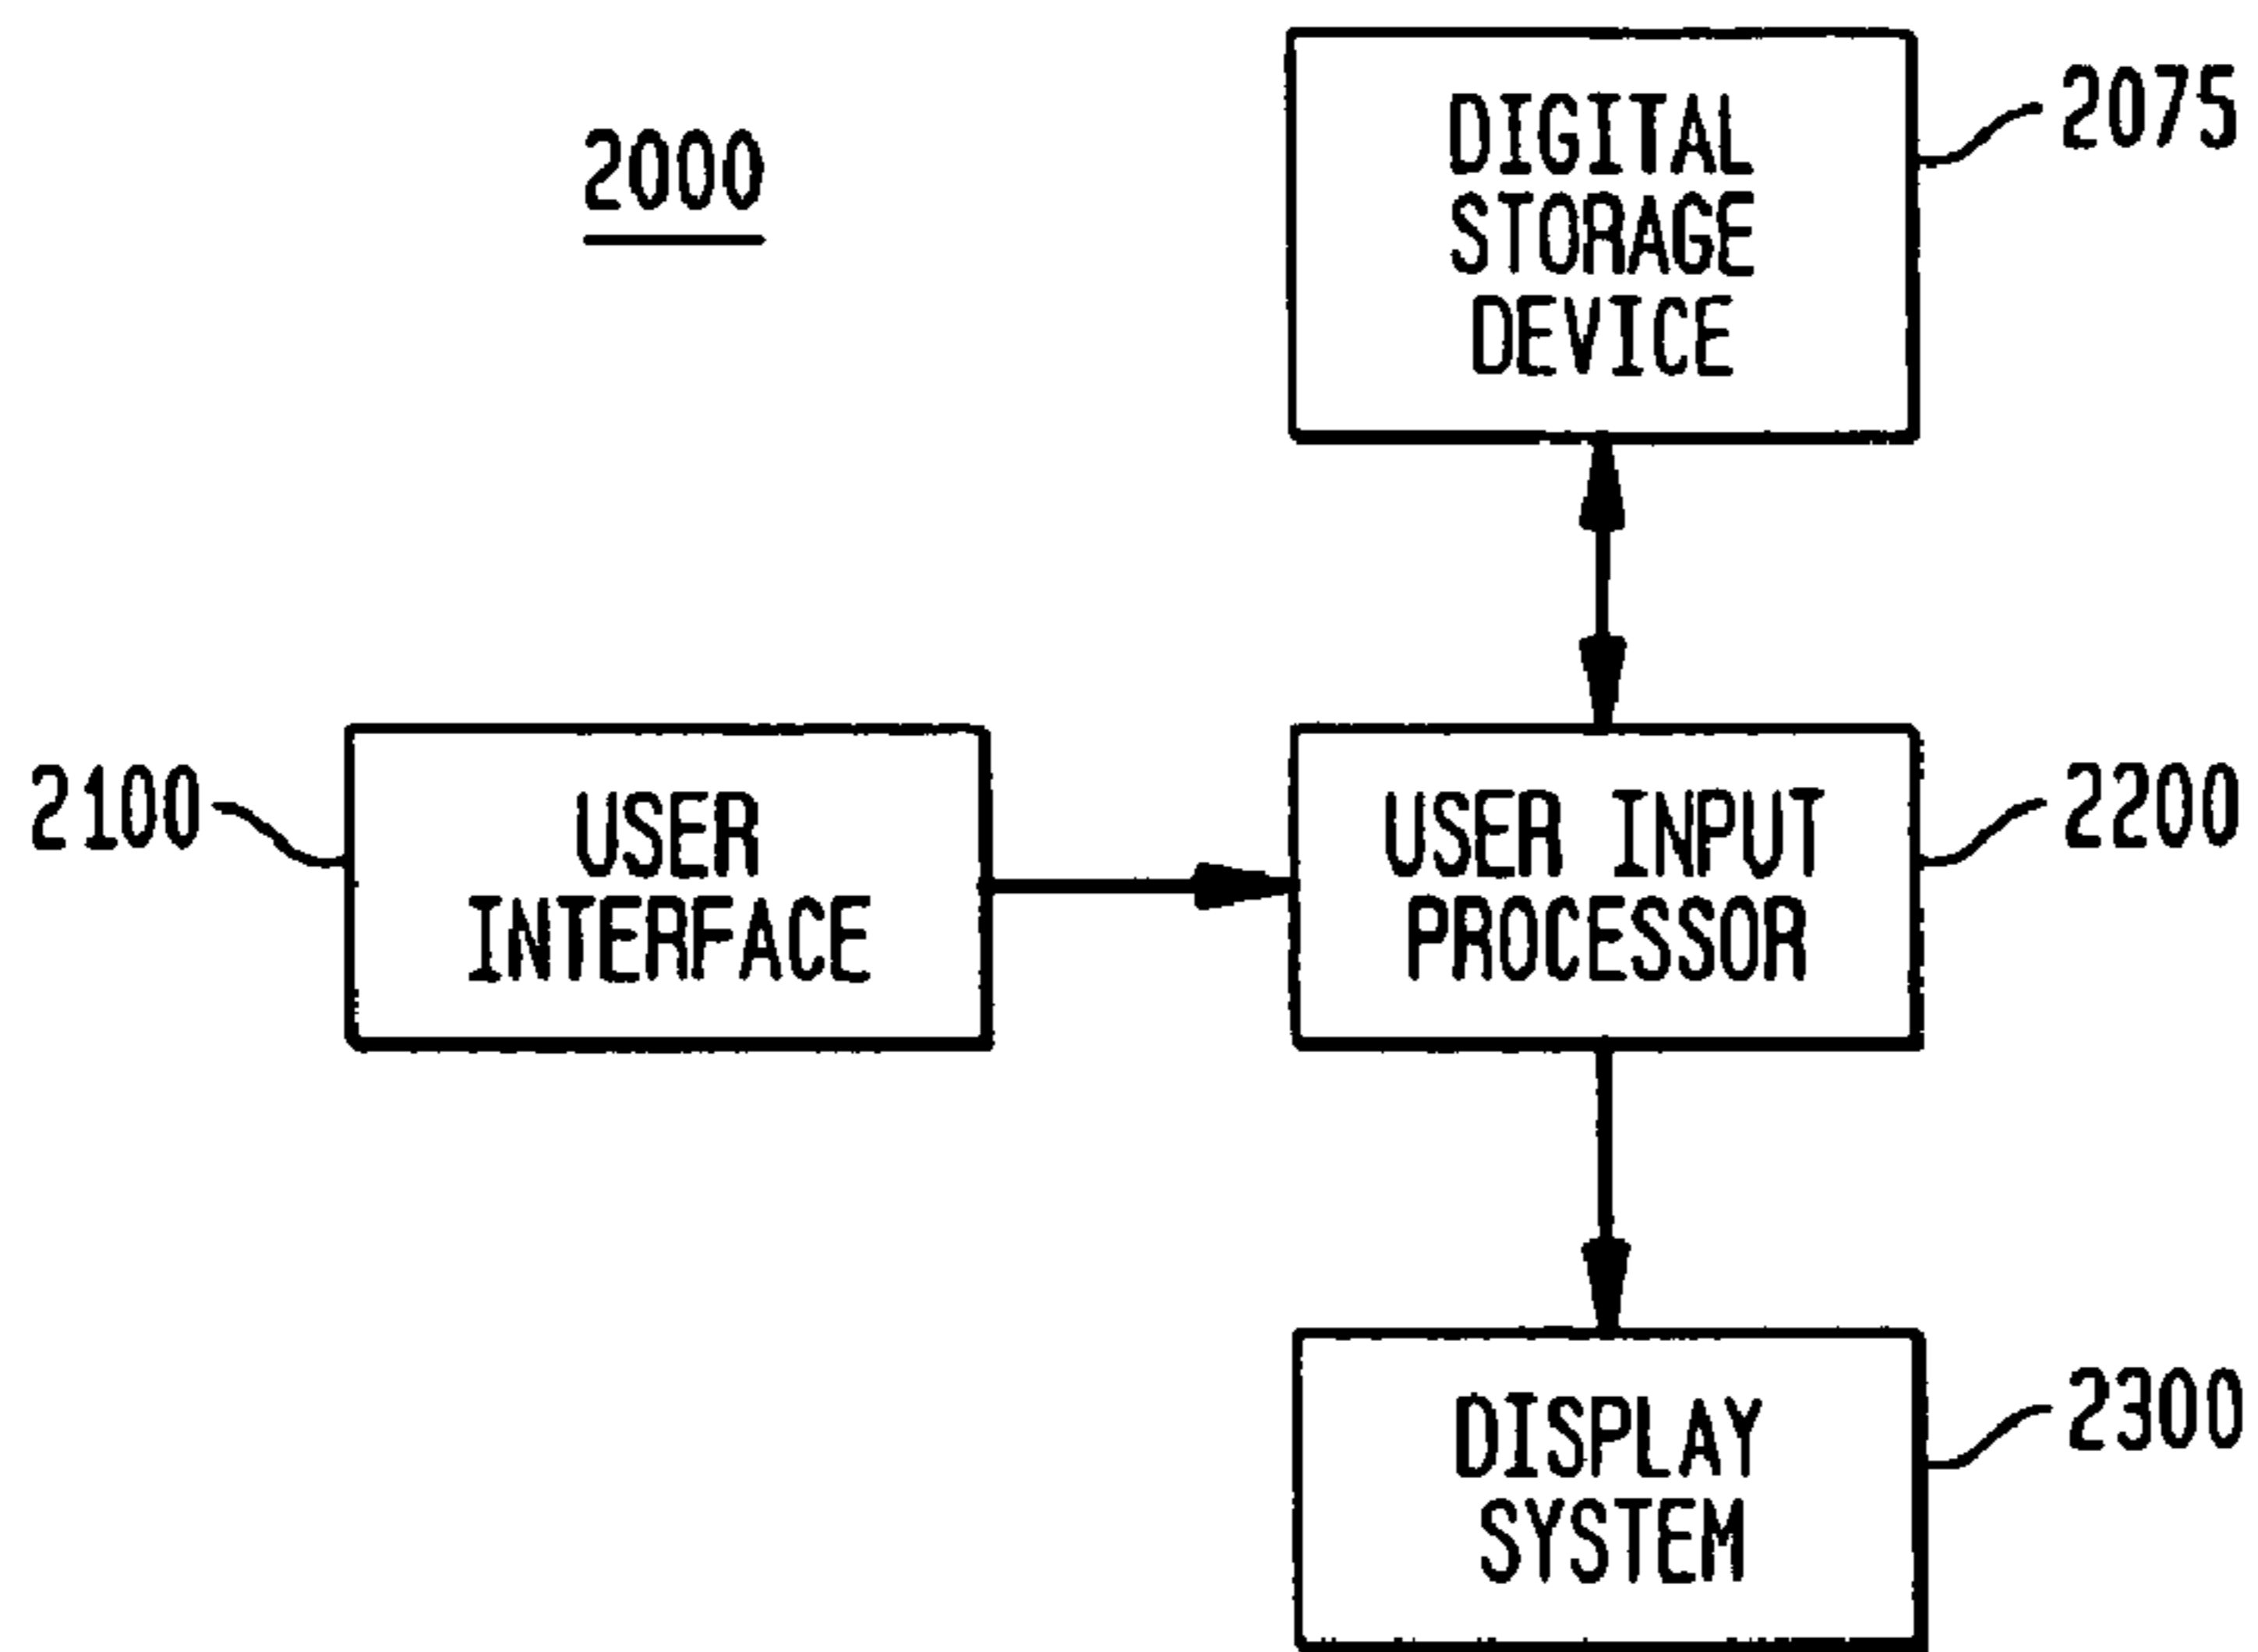 2000
DIGITAL
STORAGE
DEVICE
2075
2100
USER
INTERFACE
USER INPUT
PROCESSOR
2200
DISPLAY
SYSTEM
2300